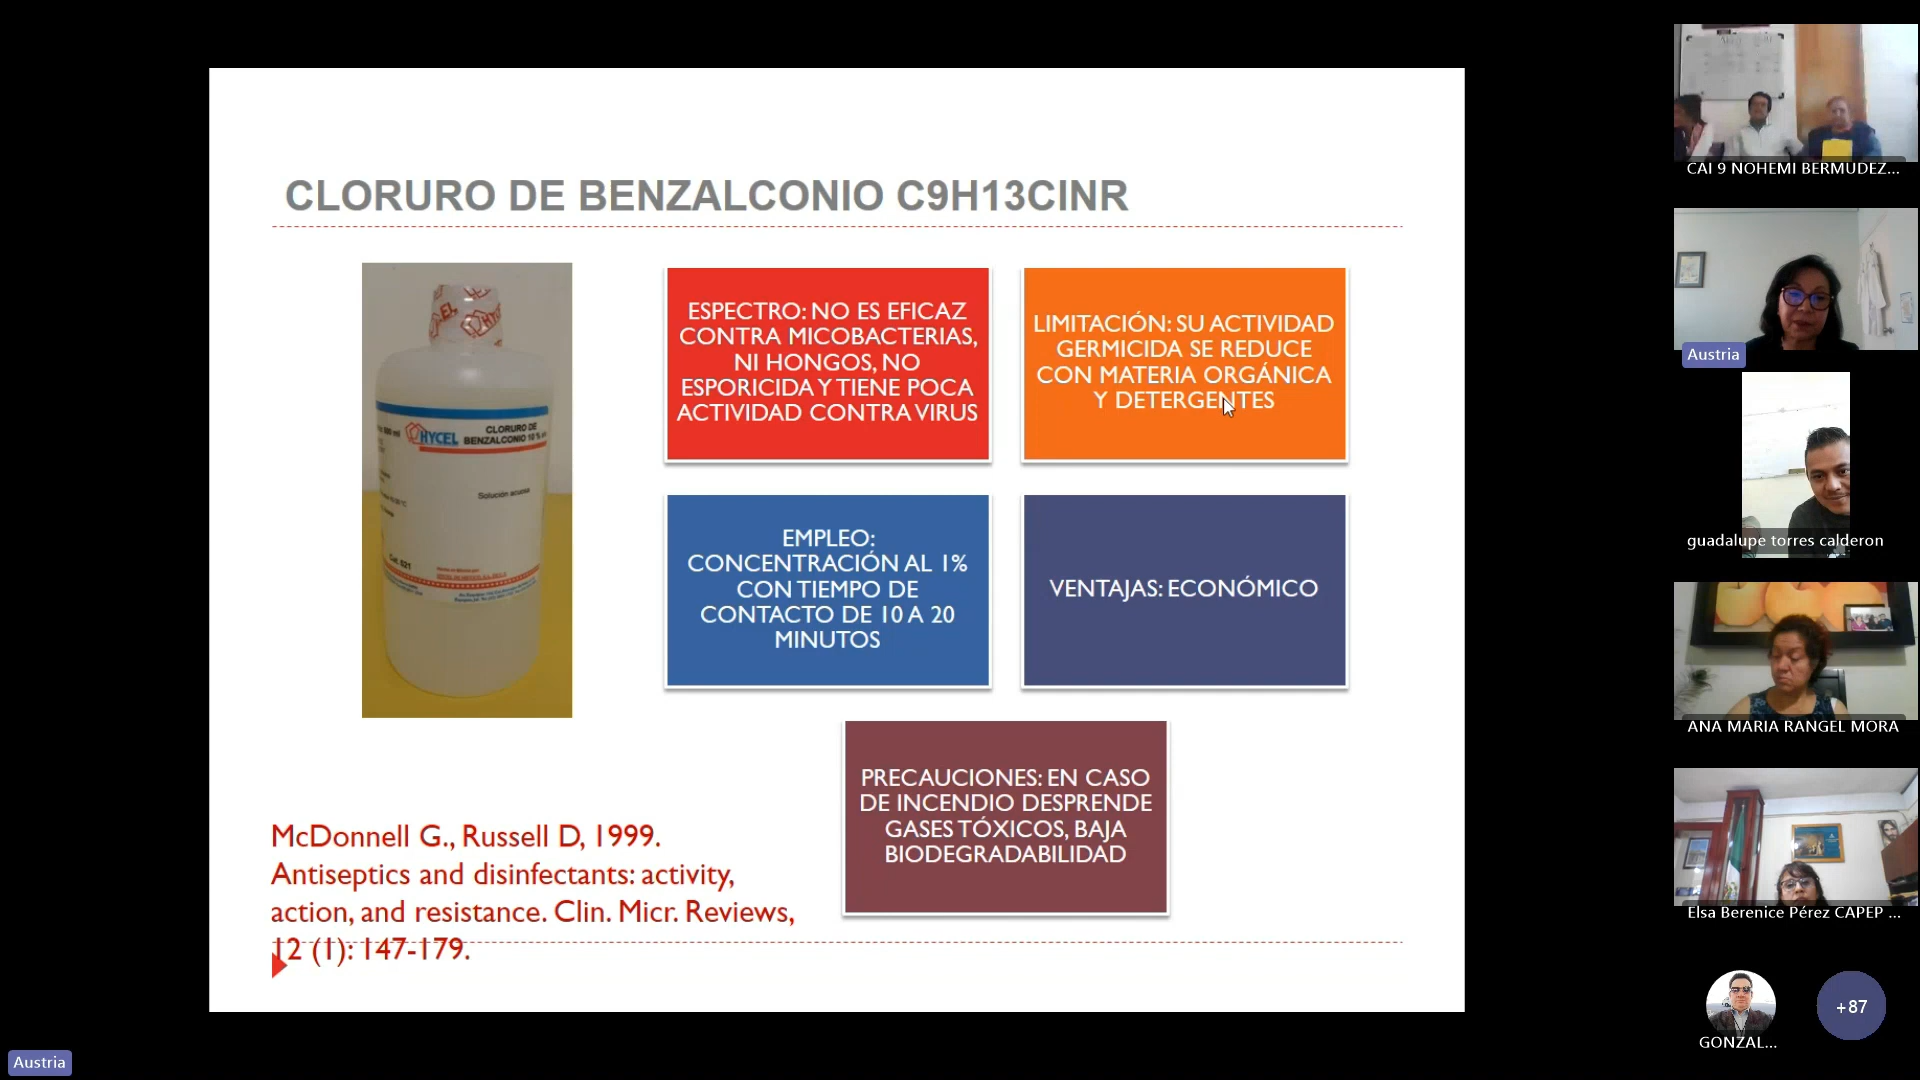 CLORURO DE BENZALCONIO C9H13ClNR
ESPECTRO: NO ES EFICAZ
CONTRA MICOBACTERIAS,
NI HONGOS, NO
ESPORICIDA Y TIENE POCA
ACTIVIDAD CONTRA VIRUS
LIMITACIÓN: SU ACTIVIDAD
GERMICIDA SE REDUCE
CON MATERIA ORGÁNICA
Y DETERGENTES
EMPLEO:
CONCENTRACIÓN AL 1%
CON TIEMPO DE
CONTACTO DE 10 A 20
MINUTOS
VENTAJAS: ECONÓMICO
PRECAUCIONES: EN CASO
DE INCENDIO DESPRENDE
GASES TÓXICOS, BAJA
BIODEGRADABILIDAD
HYCEL
CLORURO DE
BENZALCONIO 10 %
Solución acuosa
Cat. 621
McDonnell G., Russell D, 1999.
Antiseptics and disinfectants: activity,
action, and resistance. Clin. Micr. Reviews,
12 (1): 147-179.
CAI 9 NOHEMI BERMUDEZ...
Austria
guadalupe torres calderon
ANA MARIA RANGEL MORA
Elsa Berenice Pérez CAPEP ...
GONZAL...
+87
Austria